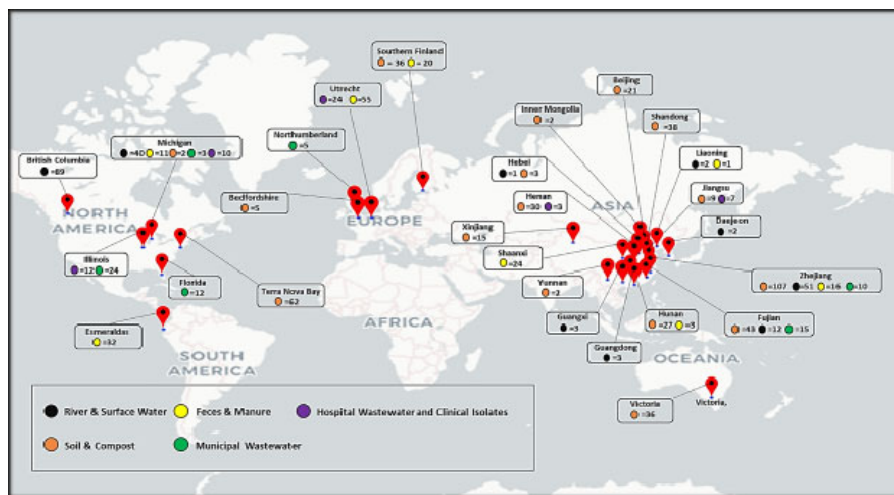 Southern Finland
= 36 = 20
Beijing
=21
Utrecht
=24 =55
Inner Mongolia
=2
Shandong
=38
Northumberland
=5
Michigan
=4C =11 =2 =3 =10
British Columbia
=89
Hebei
=1 =3
Liaoning
=2 =1
Bedfordshire
=5
Henan
=30 =3
Jiangsu
=9 =7
ASIA
NORTH
AMERICA
EUROPE
Xinjiang
=15
Daejeon
=2
Shaanxi
=24
Illinois
=12 =24
Florida
=12
Terra Nova Bay
=62
Yunnan
=2
Zhejiang
=107 =51 =16 =10
AFRICA
Guangxi
=3
Hunan
=27 =3
Fujian
=43 =12 =15
Esmeraldas
=32
SOUTH
AMERICA
Guangdong
=3
OCEANIA
Victoria
=36
Victoria,
River & Surface Water
Feces & Manure
Hospital Wastewater and Clinical Isolates
Soil & Compost
Municipal Wastewater